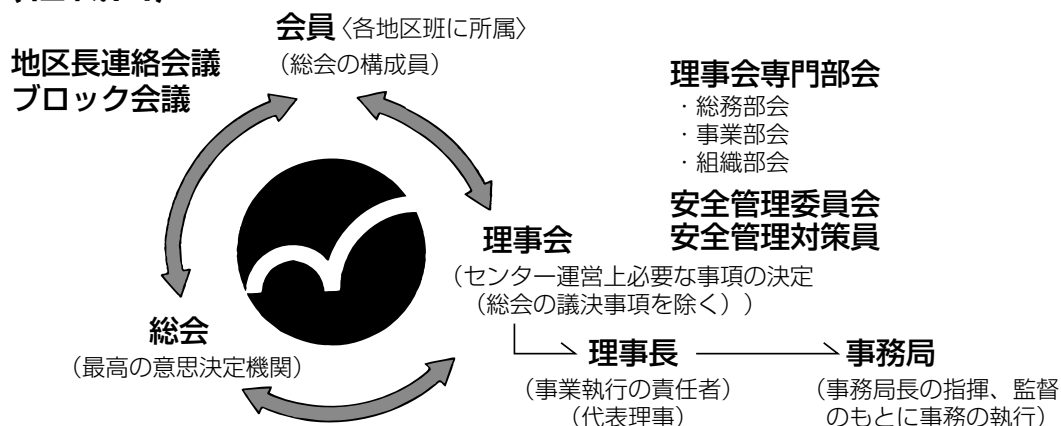 会員〈各地区班に所属〉
（総会の構成員）
地区長連絡会議
ブロック会議
理事会専門部会
・総務部会
・事業部会
・組織部会
安全管理委員会
安全管理対策員
理事会
（センター運営上必要な事項の決定
（総会の議決事項を除く））
総会
（最高の意思決定機関）
理事長
（事業執行の責任者）
（代表理事）
事務局
（事務局長の指揮、監督
のもとに事務の執行）